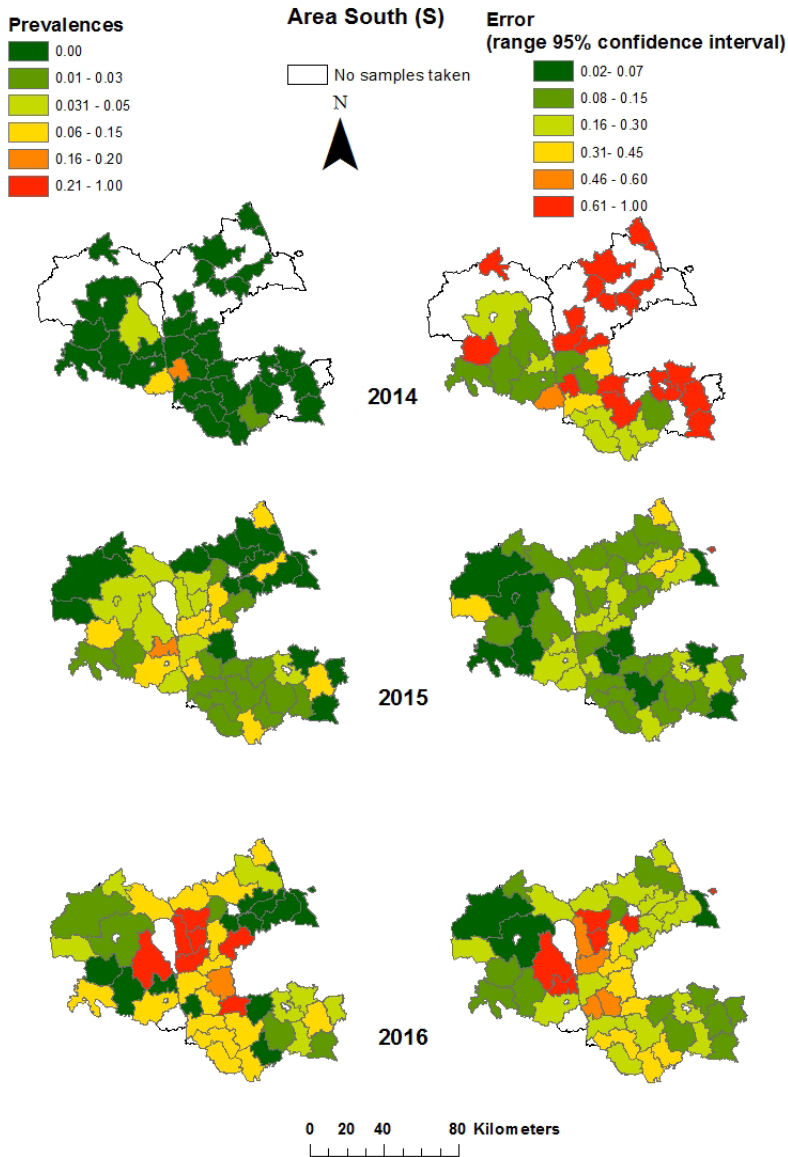 Area South (S)
Prevalences
0.00
0.01 - 0.03
0.031 - 0.05
0.06 - 0.15
0.16 - 0.20
0.21 - 1.00
No samples taken
N
Error
(range 95% confidence interval)
0.02- 0.07
0.08 - 0.15
0.16 - 0.30
0.31- 0.45
0.46 - 0.60
0.61 - 1.00
2014
2015
2016
0 20 40 80 Kilometers